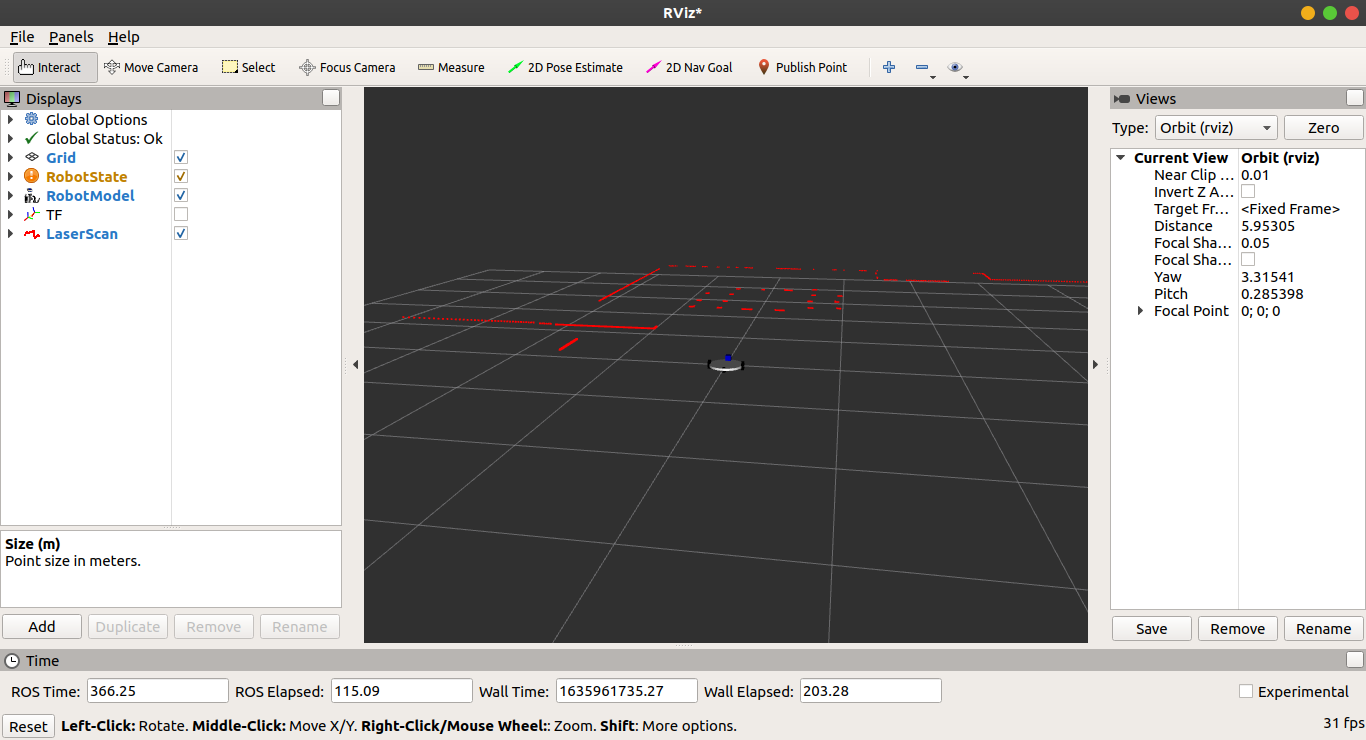 RViz*
File Panels Help
Interact Move Camera Select Focus Camera Measure 2D Pose Estimate 2D Nav Goal Publish Point
Displays
Global Options
Global Status: Ok
Grid
RobotState
RobotModel
TF
LaserScan
Size (m)
Point size in meters.
Add Duplicate Remove Rename
Views
Type: Orbit (rviz) Zero
Current View Orbit (rviz)
Near Clip ... 0.01
Invert Z A...
Target Fr... <Fixed Frame>
Distance 5.95305
Focal Sha... 0.05
Focal Sha...
Yaw 3.31541
Pitch 0.285398
Focal Point 0; 0; 0
Save Remove Rename
Time
ROS Time: 366.25 ROS Elapsed: 115.09 Wall Time: 1635961735.27 Wall Elapsed: 203.28 Experimental
Reset Left-Click: Rotate. Middle-Click: Move X/Y. Right-Click/Mouse Wheel:: Zoom. Shift: More options. 31 fps